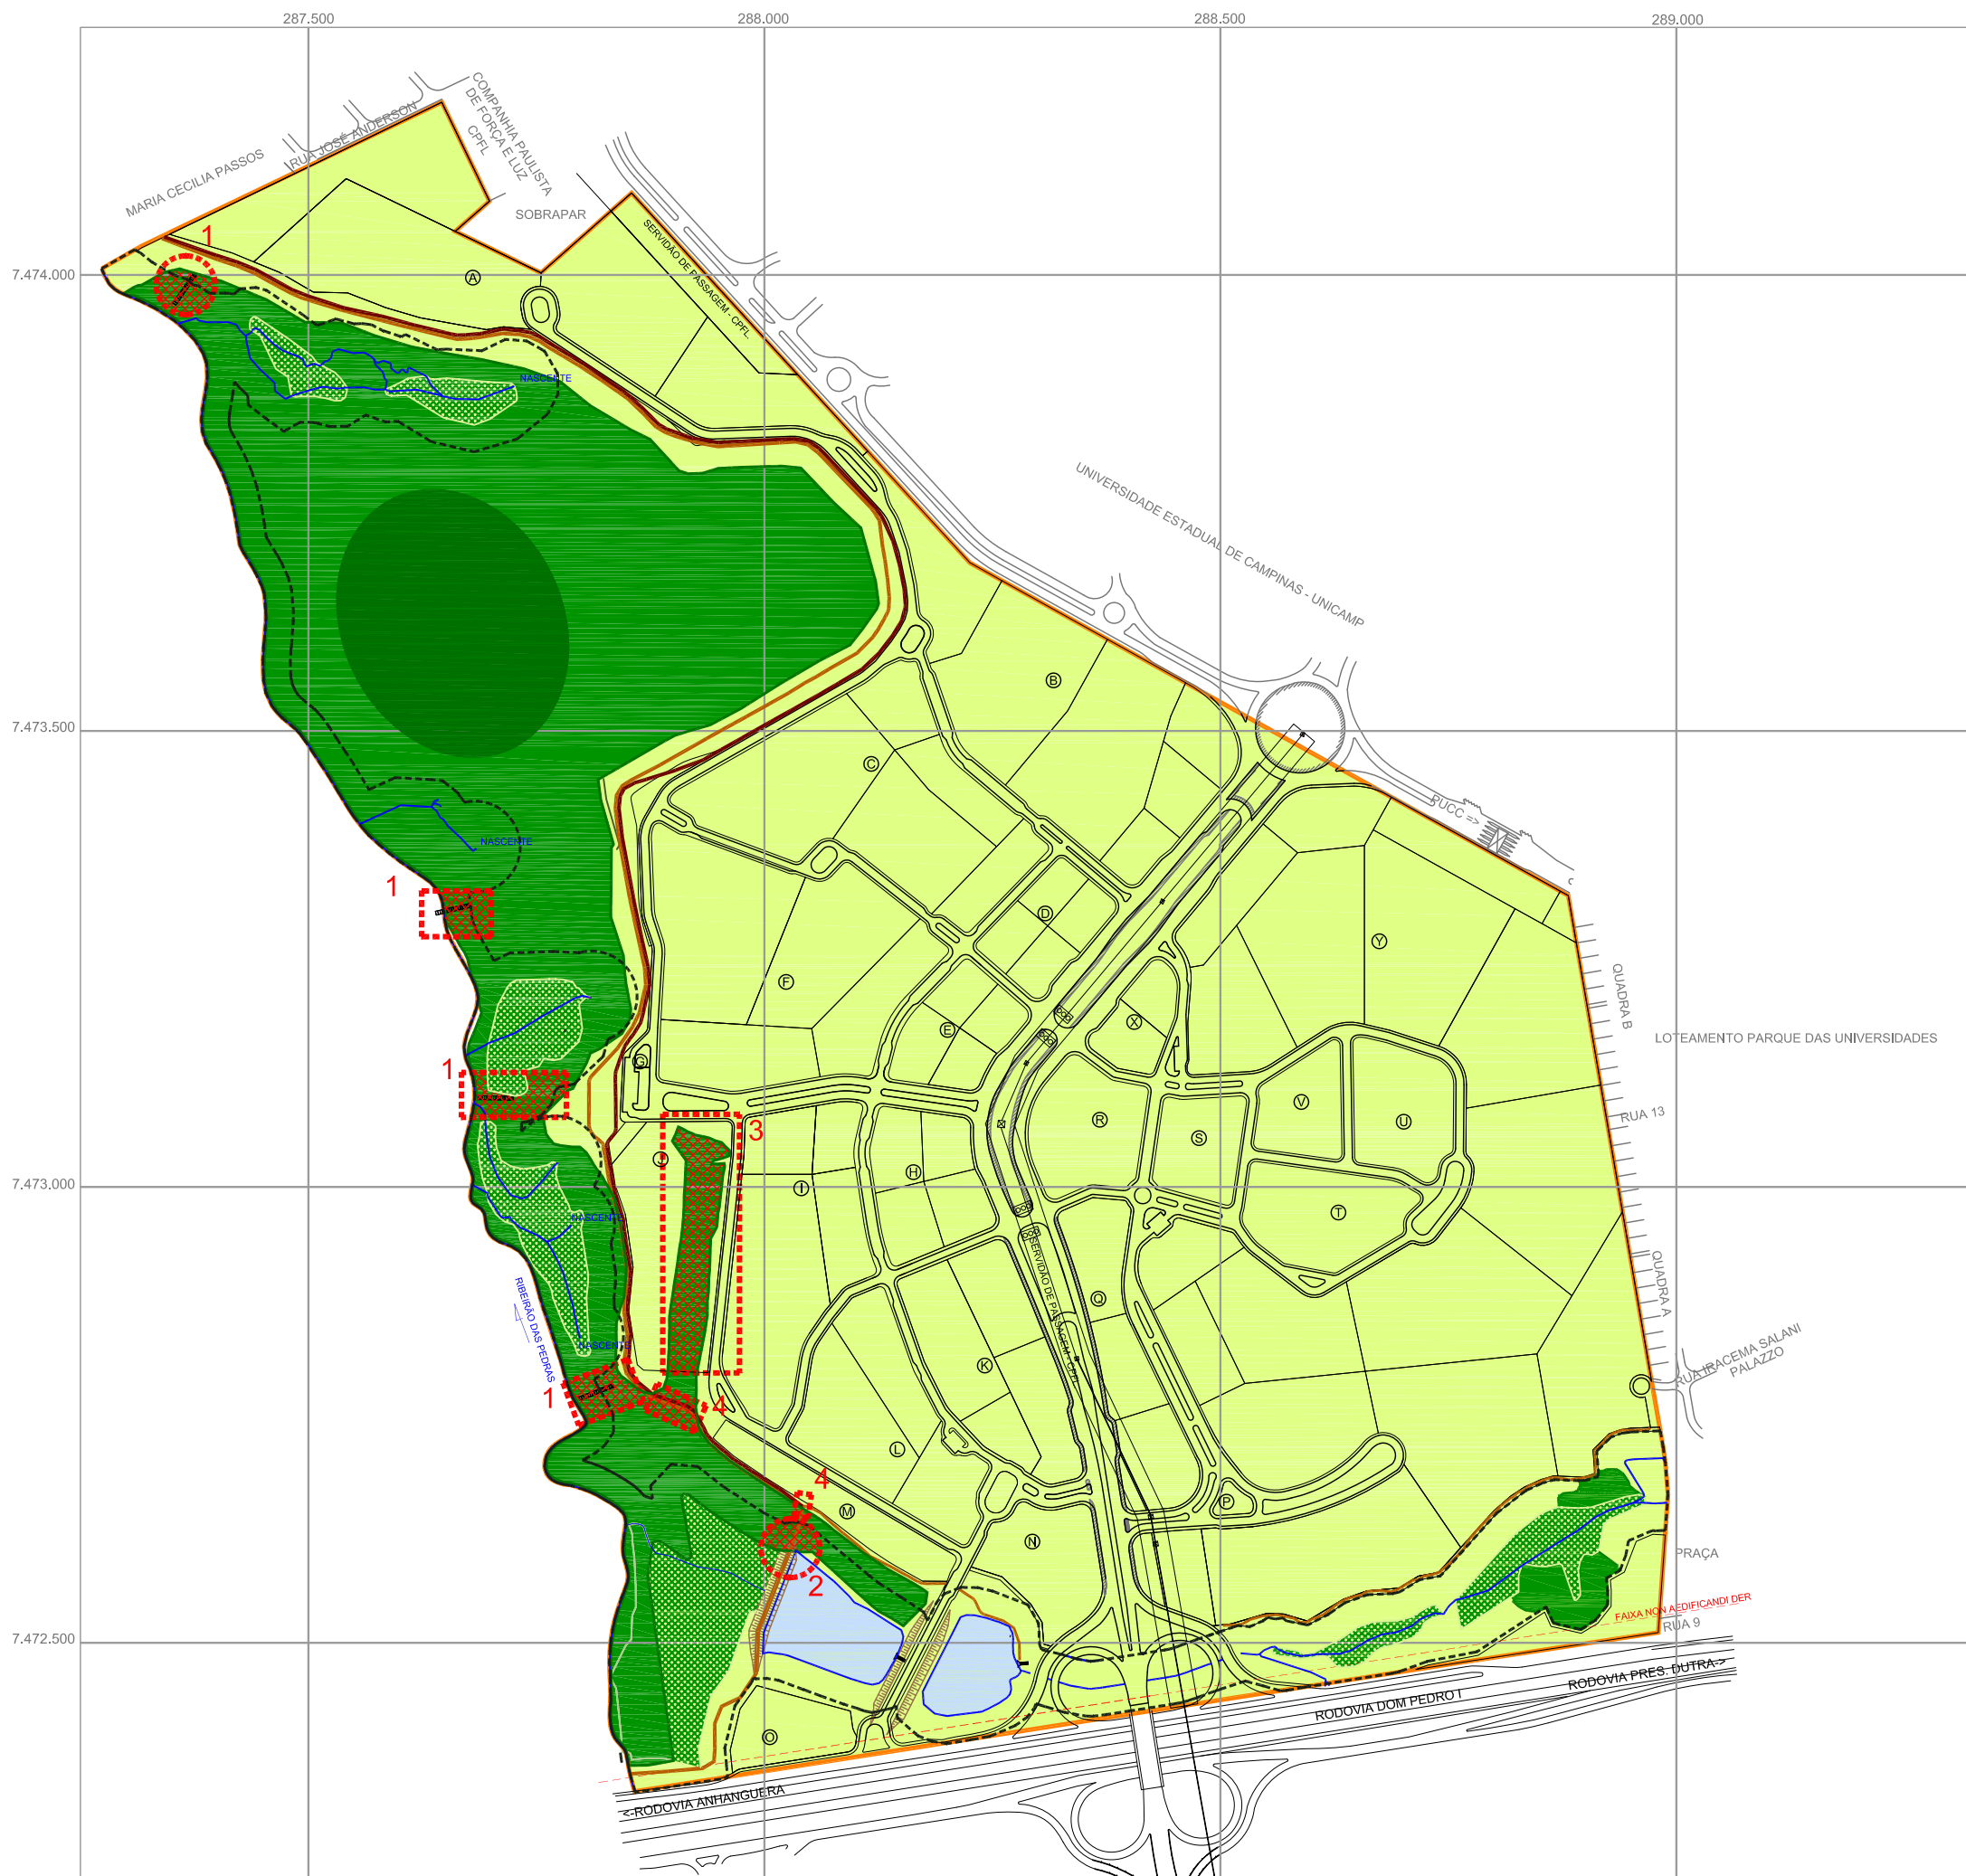 287.500
288.000
288.500
289.000
COMPANHIA PAULISTA
DE FORÇA E LUZ
CPFL
RUA JOSÉ ANDERSON
MARIA CECILIA PASSOS
SOBRAPAR
SERVIDÃO DE PASSAGEM - CPFL
1
7.474.000
A
NASCENTE
UNIVERSIDADE ESTADUAL DE CAMPINAS - UNICAMP
B
7.473.500
C
PUCC =>
NASCENTE
1
D
Y
F
QUADRA B
E
X
LOTEAMENTO PARQUE DAS UNIVERSIDADES
G
1
V
U
R
S
RUA 13
3
J
H
I
7.473.000
T
NASCENTE
SERVIDÃO DE PASSAGEM - CPFL
QUADRA A
Q
RIBEIRÃO DAS PEDRAS
NASCENTE
K
RUA IRACEMA SALANI
PALAZZO
1
4
L
4
M
P
N
PRAÇA
2
FAIXA NON AEDIFICANDI DER
RUA 9
7.472.500
RODOVIA PRES. DUTRA->
RODOVIA DOM PEDRO I
O
<-RODOVIA ANHANGUERA